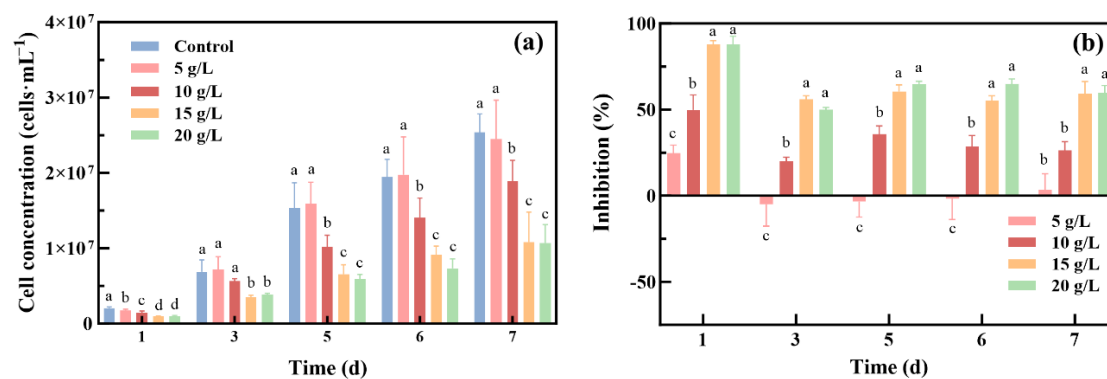 4×10⁷
3×10⁷
2×10⁷
1×10⁷
0
Cell concentration (cells·mL⁻¹)
(a)
Control
5 g/L
10 g/L
15 g/L
20 g/L
a b c d d
a a a b b
a a b c c
a a b c c
a a b c c
1 3 5 6 7
Time (d)
100
50
0
-50
Inhibition (%)
(b)
c b a a
c b a a
c b a a
c b a a
b b a a
5 g/L
10 g/L
15 g/L
20 g/L
1 3 5 6 7
Time (d)